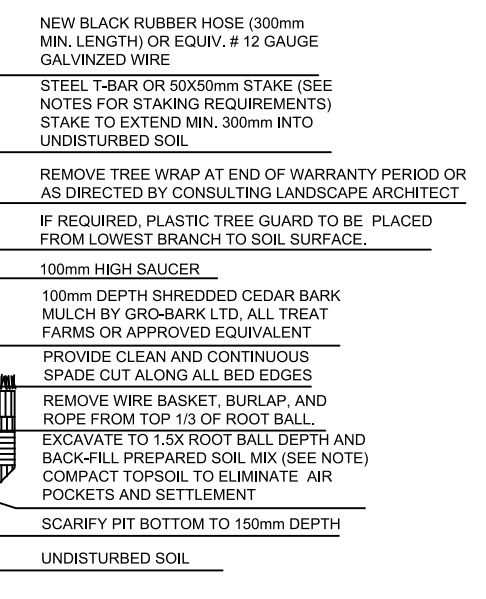 NEW BLACK RUBBER HOSE (300mm
MIN. LENGTH) OR EQUIV. # 12 GAUGE
GALVINZED WIRE
STEEL T-BAR OR 50X50mm STAKE (SEE
NOTES FOR STAKING REQUIREMENTS)
STAKE TO EXTEND MIN. 300mm INTO
UNDISTURBED SOIL
REMOVE TREE WRAP AT END OF WARRANTY PERIOD OR
AS DIRECTED BY CONSULTING LANDSCAPE ARCHITECT
IF REQUIRED, PLASTIC TREE GUARD TO BE PLACED
FROM LOWEST BRANCH TO SOIL SURFACE.
100mm HIGH SAUCER
100mm DEPTH SHREDDED CEDAR BARK
MULCH BY GRO-BARK LTD, ALL TREAT
FARMS OR APPROVED EQUIVALENT
PROVIDE CLEAN AND CONTINUOUS
SPADE CUT ALONG ALL BED EDGES
REMOVE WIRE BASKET, BURLAP, AND
ROPE FROM TOP 1/3 OF ROOT BALL.
EXCAVATE TO 1.5X ROOT BALL DEPTH AND
BACK-FILL PREPARED SOIL MIX (SEE NOTE)
COMPACT TOPSOIL TO ELIMINATE AIR
POCKETS AND SETTLEMENT
SCARIFY PIT BOTTOM TO 150mm DEPTH
UNDISTURBED SOIL